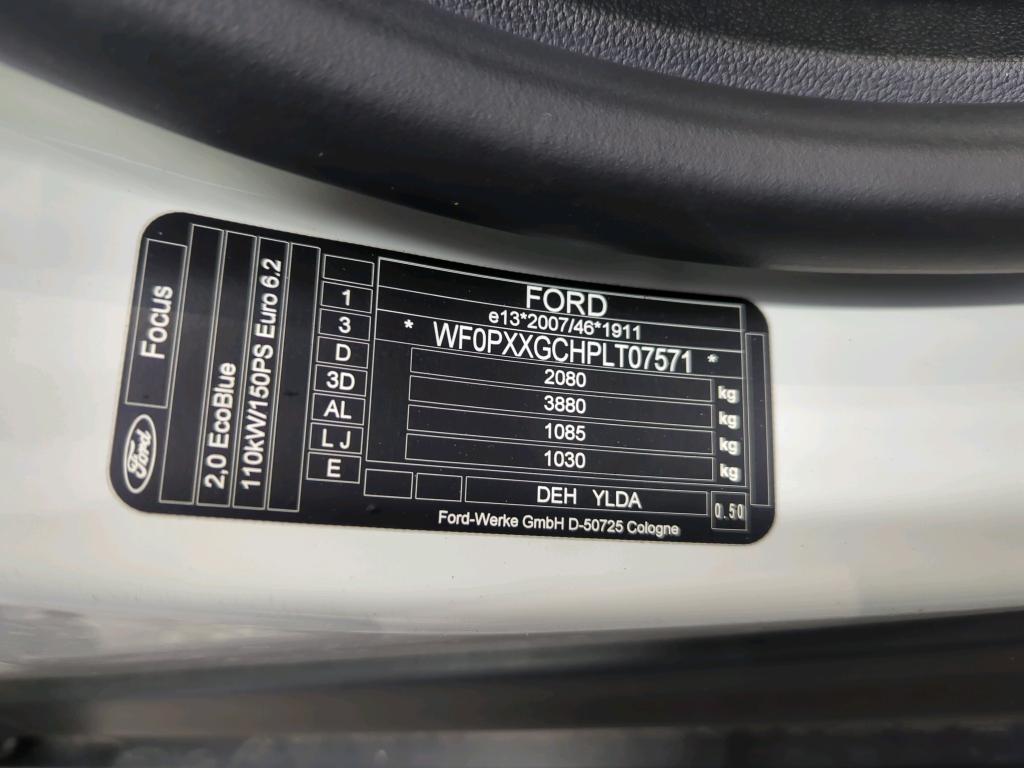 FORD
e13*2007/46*1911
* WF0PXXGCHPLT07571 *
2080 kg
3880 kg
1085 kg
1030 kg
DEH YLDA
0.50
Ford-Werke GmbH D-50725 Cologne
1
3
D
3D
AL
L J
E
Focus
Ford
2,0 EcoBlue
110kW/150PS Euro 6.2